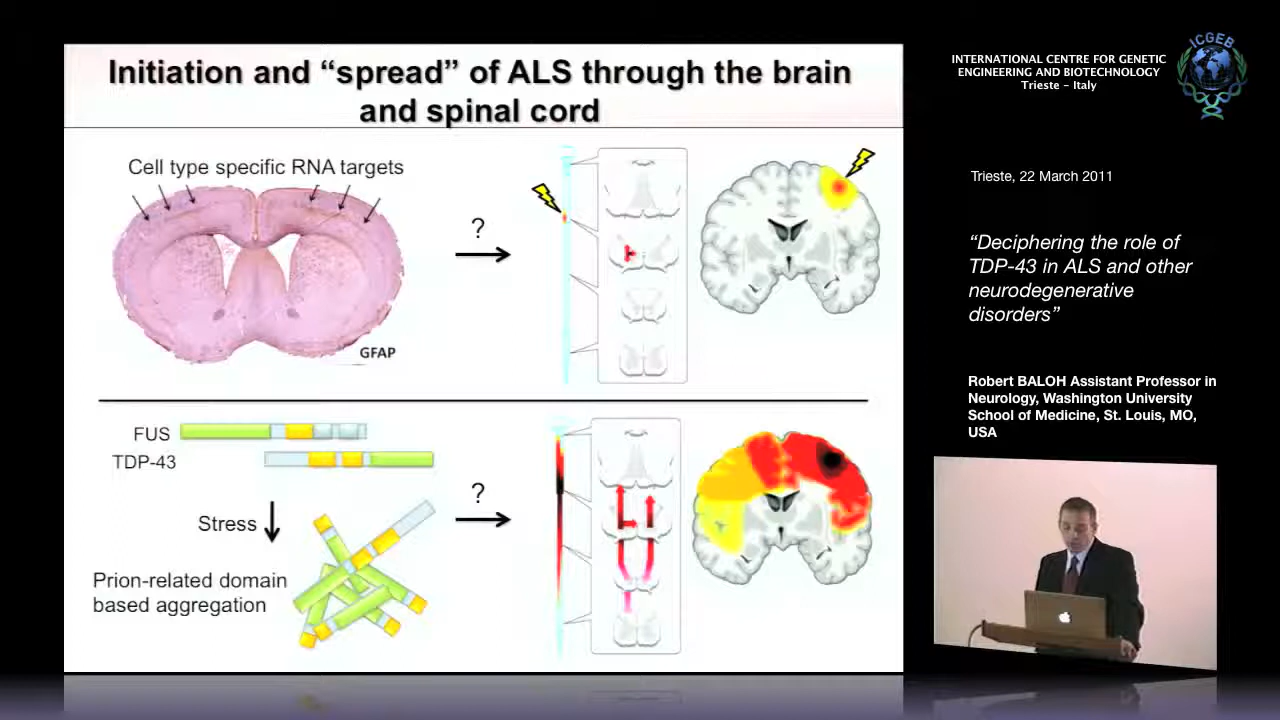 Initiation and “spread” of ALS through the brain
and spinal cord
Cell type specific RNA targets
?
GFAP
FUS
TDP-43
Stress
?
Prion-related domain
based aggregation
INTERNATIONAL CENTRE FOR GENETIC
ENGINEERING AND BIOTECHNOLOGY
Trieste - Italy
ICGEB
Trieste, 22 March 2011
“Deciphering the role of
TDP-43 in ALS and other
neurodegenerative
disorders”
Robert BALOH Assistant Professor in
Neurology, Washington University
School of Medicine, St. Louis, MO,
USA